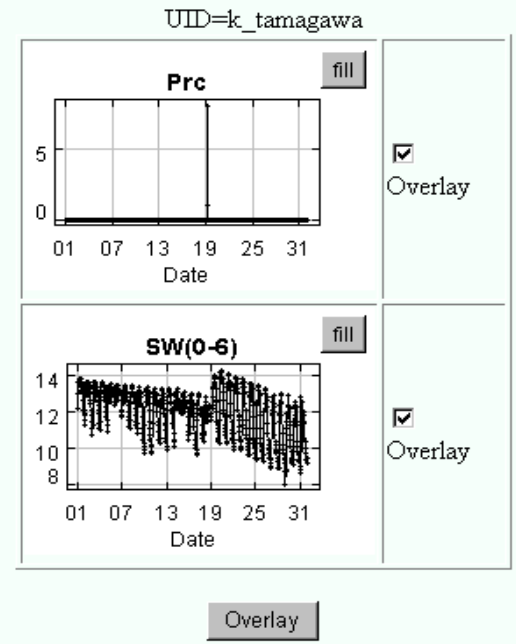 UID=k_tamagawa
Prc
fill
5
0
01 07 13 19 25 31
Date
Overlay
SW(0-6)
fill
14
12
10
8
01 07 13 19 25 31
Date
Overlay
Overlay